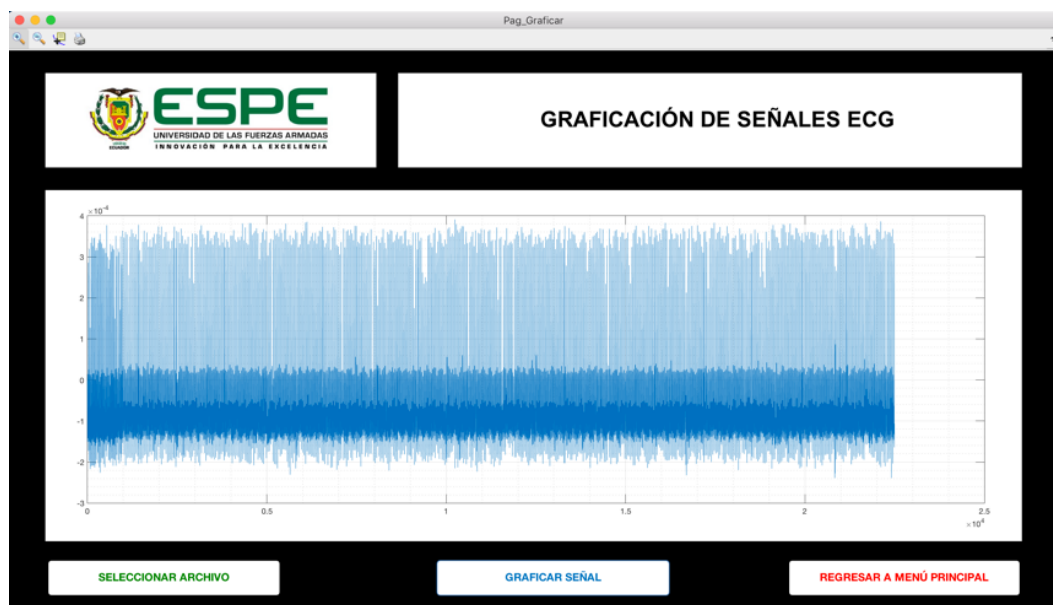 Pag_Graficar
ESPE
UNIVERSIDAD DE LAS FUERZAS ARMADAS
INNOVACIÓN PARA LA EXCELENCIA
ECUADOR
GRAFICACIÓN DE SEÑALES ECG
×10⁻⁴
4
3
2
1
0
-1
-2
-3
0 0.5 1 1.5 2 2.5
×10⁴
SELECCIONAR ARCHIVO
GRAFICAR SEÑAL
REGRESAR A MENÚ PRINCIPAL